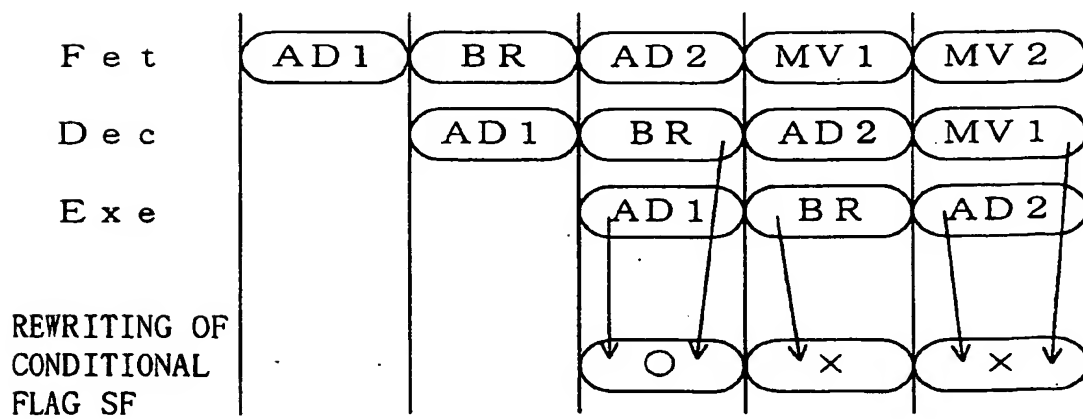 Fet AD1 BR AD2 MV1 MV2
Dec AD1 BR AD2 MV1
Exe AD1 BR AD2
REWRITING OF
CONDITIONAL
FLAG SF
O × ×